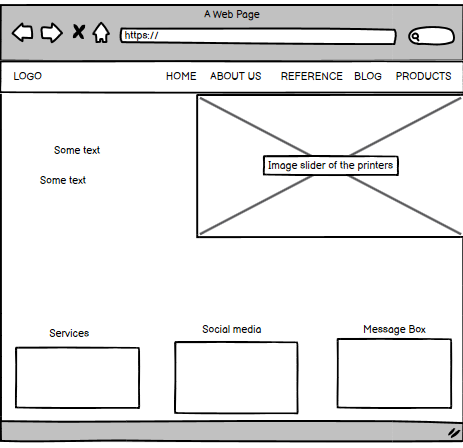 A Web Page
https://
LOGO HOME ABOUT US REFERENCE BLOG PRODUCTS
Some text
Some text
Image slider of the printers
Services Social media Message Box